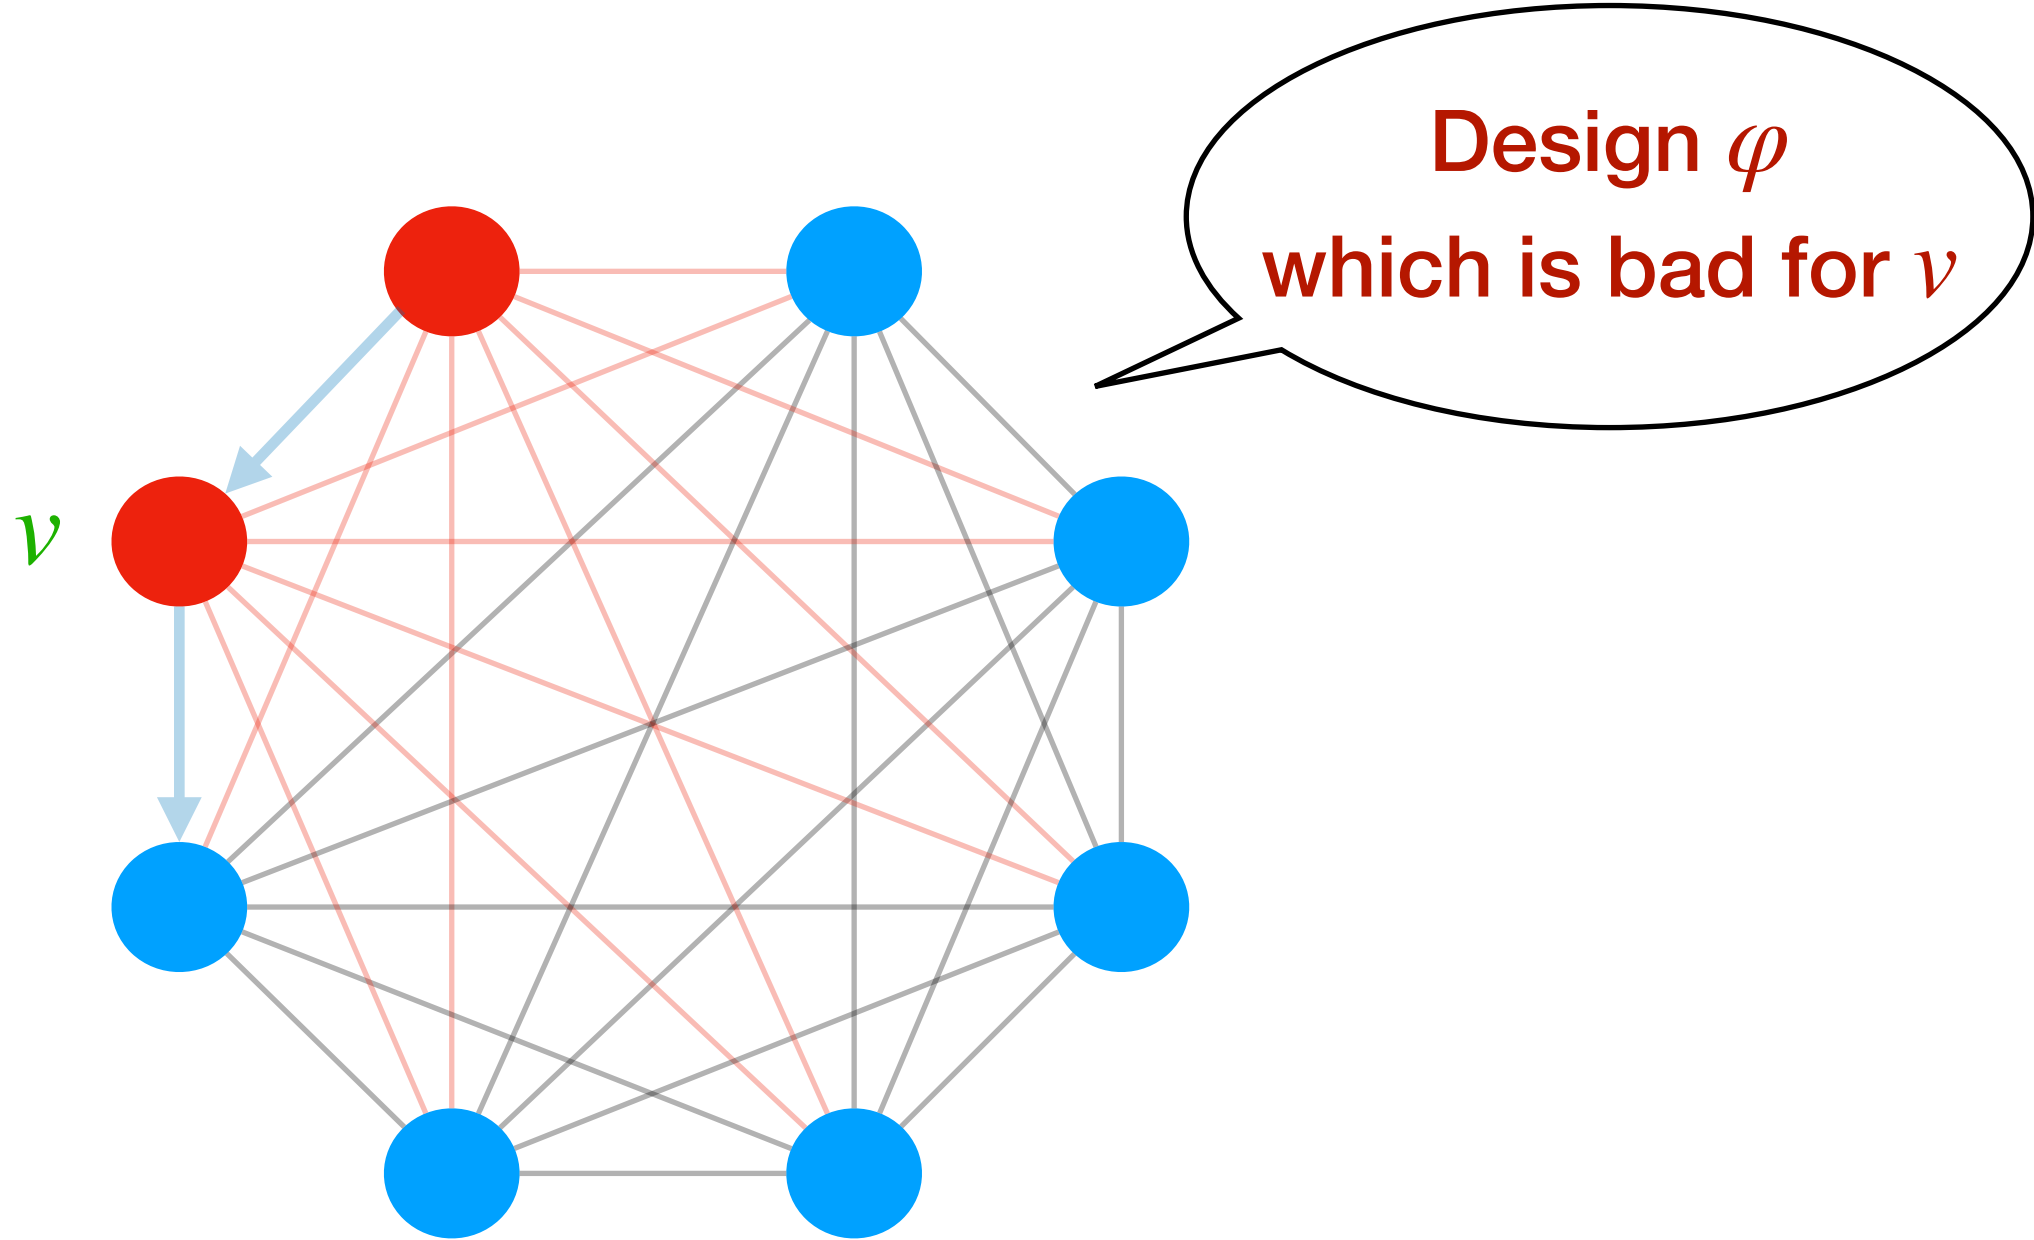 Design φ
which is bad for v
v